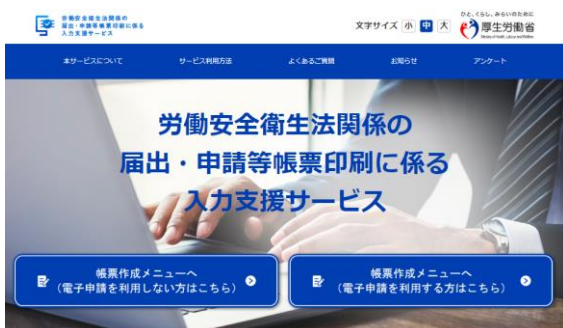 労働安全衛生法関係の
届出・申請等帳票印刷に係る
入力支援サービス
文字サイズ 小 中 大
ひと、くらし、みらいのために
厚生労働省
Ministry of Health, Labour and Welfare
本サービスについて
サービス利用方法
よくあるご質問
お知らせ
アンケート
労働安全衛生法関係の
届出・申請等帳票印刷に係る
入力支援サービス
帳票作成メニューへ
(電子申請を利用しない方はこちら)
帳票作成メニューへ
(電子申請を利用する方はこちら)